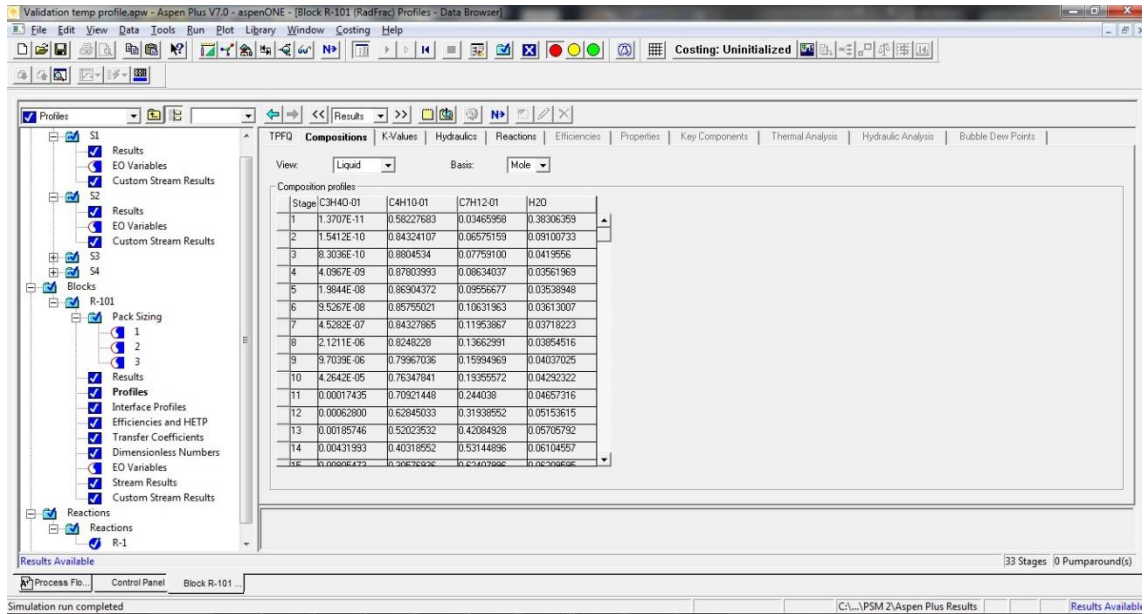 Validation temp profile.apw - Aspen Plus V7.0 - aspenONE - [Block R-101 (RadFrac) Profiles - Data Browser]
File Edit View Data Tools Run Plot Library Window Costing Help
Costing: Uninitialized
Profiles
Results
TPFQ Compositions K-Values Hydraulics Reactions Efficiencies Properties Key Components Thermal Analysis Hydraulic Analysis Bubble Dew Points
View: Liquid Basis: Mole
Composition profiles
Stage C3H4O-01 C4H10-01 C7H12-01 H2O
1 1.3707E-11 0.58227683 0.03465958 0.38306359
2 1.5412E-10 0.84324107 0.06575159 0.09100733
3 8.3036E-10 0.8804534 0.07759100 0.0419556
4 4.0967E-09 0.87803993 0.08634037 0.03561969
5 1.9844E-08 0.86904372 0.09556677 0.03538948
6 9.5267E-08 0.85755021 0.10631963 0.03613007
7 4.5282E-07 0.84327865 0.11953867 0.03718223
8 2.1211E-06 0.8248228 0.13662991 0.03854516
9 9.7039E-06 0.79967036 0.15994969 0.04037025
10 4.2642E-05 0.76347841 0.19355572 0.04292322
11 0.00017435 0.70921448 0.244038 0.04657316
12 0.00062800 0.62845033 0.31938552 0.05153615
13 0.00185746 0.52023532 0.42084928 0.05705792
14 0.00431993 0.40318552 0.53144896 0.06104557
15
S1
Results
EO Variables
Custom Stream Results
S2
Results
EO Variables
Custom Stream Results
S3
S4
Blocks
R-101
Pack Sizing
1
2
3
Results
Profiles
Interface Profiles
Efficiencies and HETP
Transfer Coefficients
Dimensionless Numbers
EO Variables
Stream Results
Custom Stream Results
Reactions
Reactions
R-1
Results Available
33 Stages 0 Pumparound(s)
Process Flo... Control Panel Block R-101 ...
Simulation run completed
C:\...\PSM 2\Aspen Plus Results
Results Available